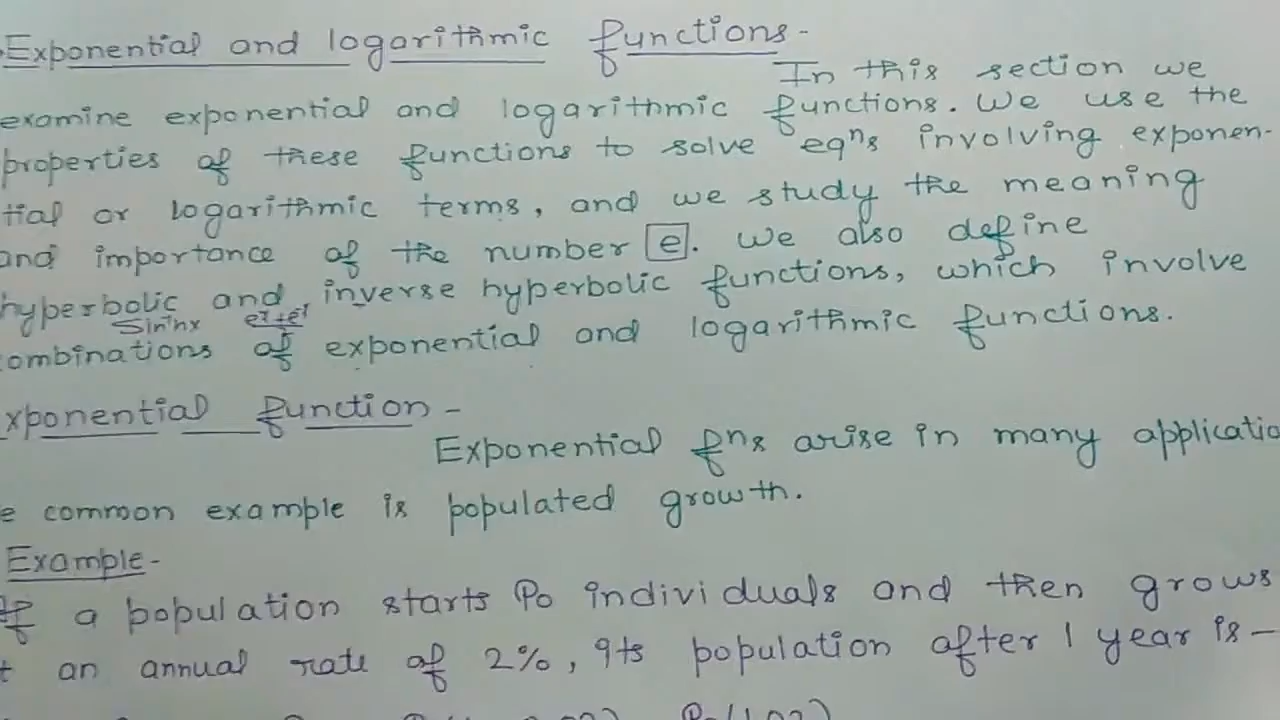 Exponential and logarithmic functions-
In this section we
examine exponential and logarithmic functions. We use the
properties of these functions to solve eqns involving exponen-
tial or logarithmic terms, and we study the meaning
and importance of the number e. We also define
hyperbolic and, inverse hyperbolic functions, which involve
ombinations of exponential and logarithmic functions.
xponential function-
Exponential fns arise in many applicatio
e common example is populated growth.
Example-
If a population starts Po individuals and then grows
t an annual rate of 2%, Its population after 1 year is-